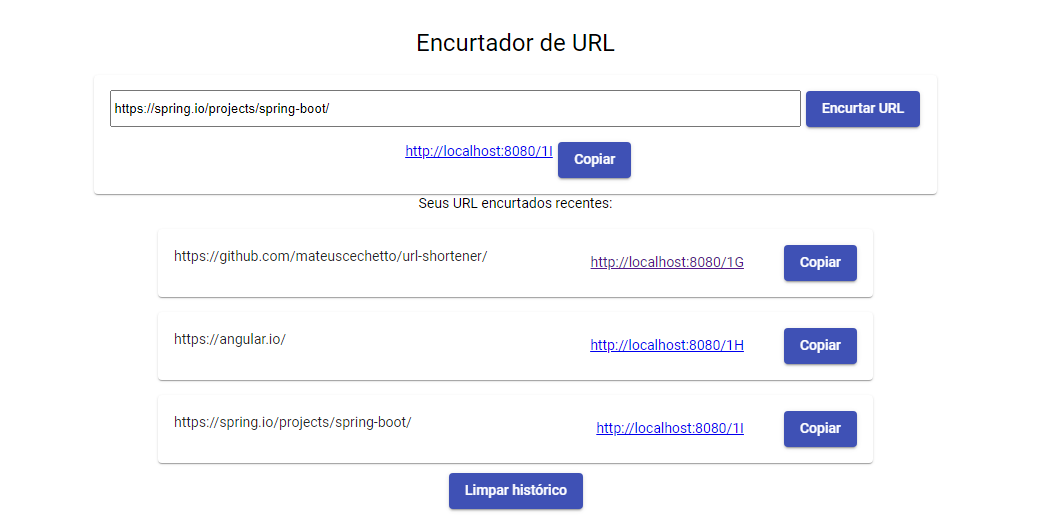 Encurtador de URL
https://spring.io/projects/spring-boot/ Encurtar URL
http://localhost:8080/1I Copiar
Seus URL encurtados recentes:
https://github.com/mateuscechetto/url-shortener/ http://localhost:8080/1G Copiar
https://angular.io/ http://localhost:8080/1H Copiar
https://spring.io/projects/spring-boot/ http://localhost:8080/1I Copiar
Limpar histórico